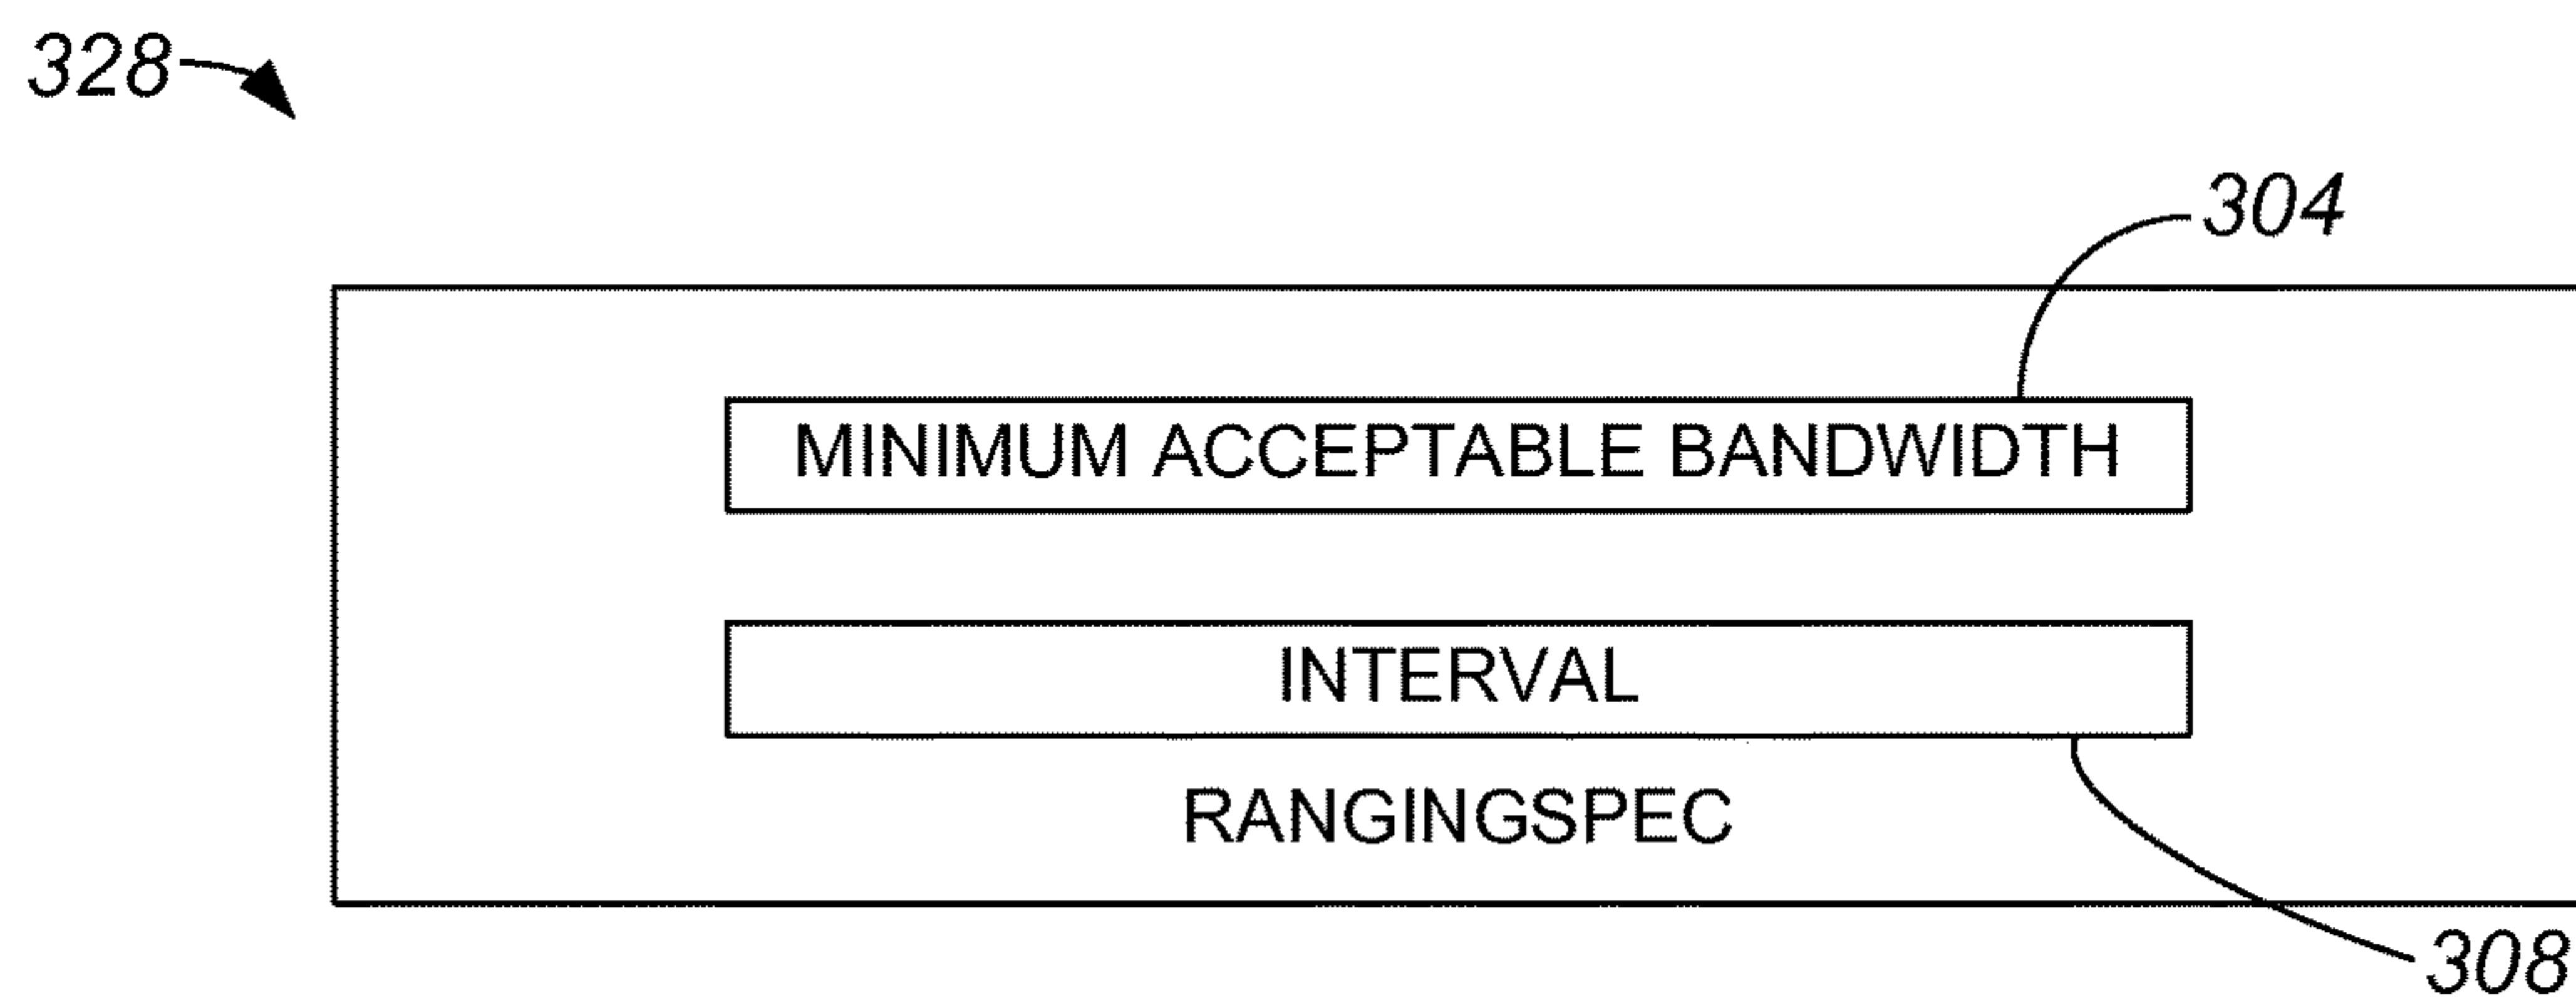 328
304
MINIMUM ACCEPTABLE BANDWIDTH
INTERVAL
RANGINGSPEC
308